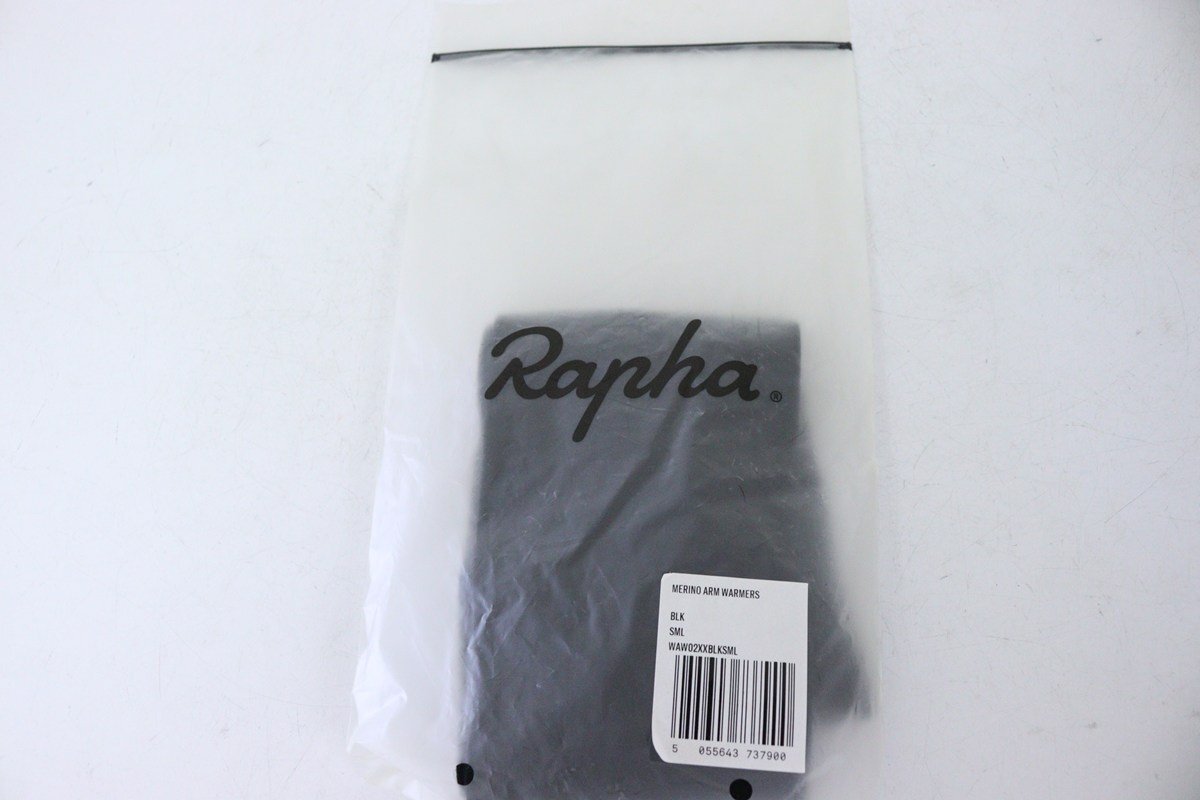 Rapha®
MERINO ARM WARMERS
BLK
SML
WAW02XXBLKSML
5 055643 737900